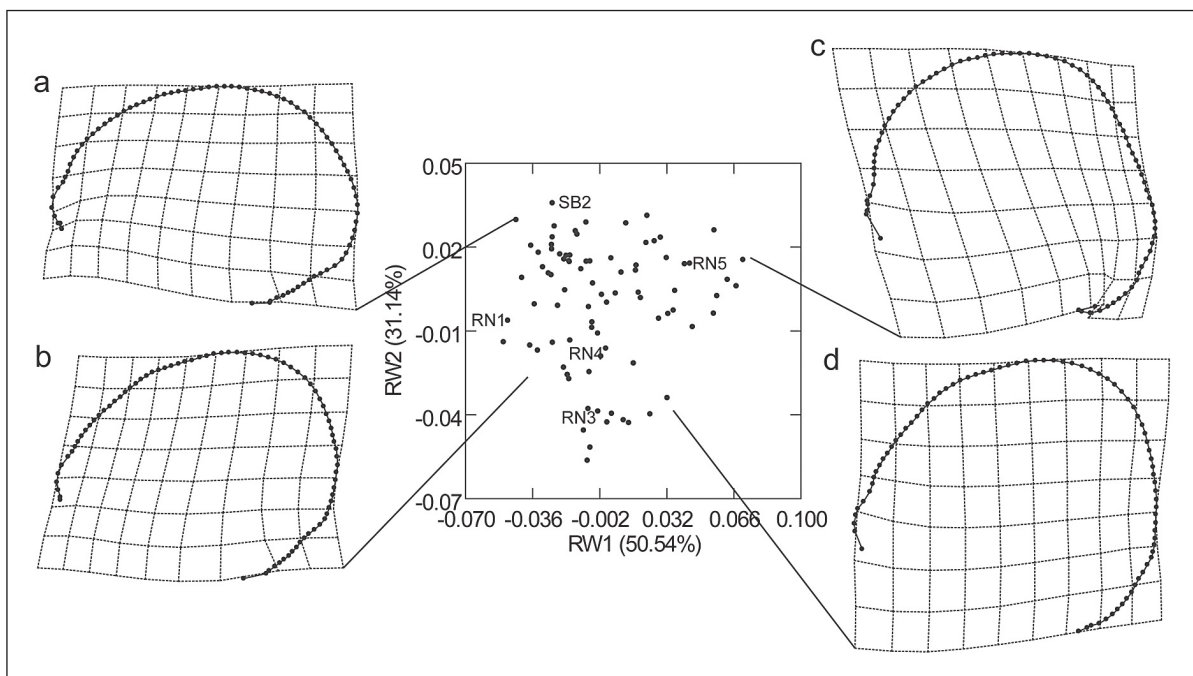 a
c
0.05
SB2
0.02
RN5
RW2 (31.14%)
RN1
-0.01
RN4
b
d
-0.04
RN3
-0.07
-0.070 -0.036 -0.002 0.032 0.066 0.100
RW1 (50.54%)